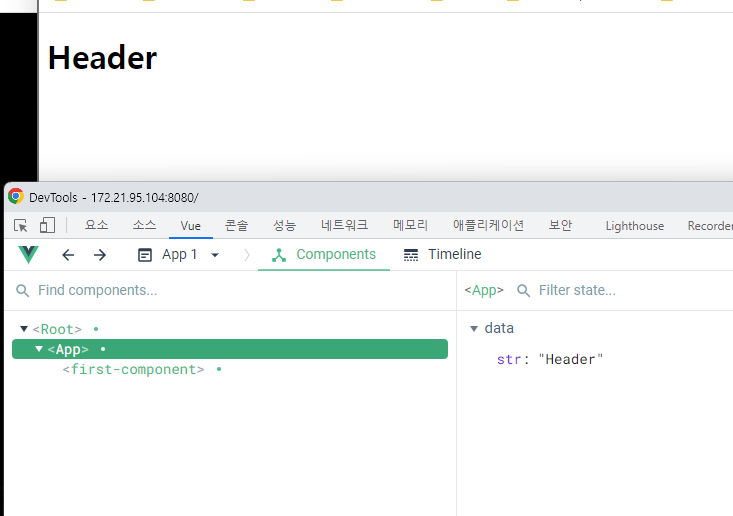 Header
DevTools - 172.21.95.104:8080/
요소 소스 Vue 콘솔 성능 네트워크 메모리 애플리케이션 보안 Lighthouse Recorder
App 1 Components Timeline
Find components... <App> Filter state...
<Root>
data
<App>
str: "Header"
<first-component>